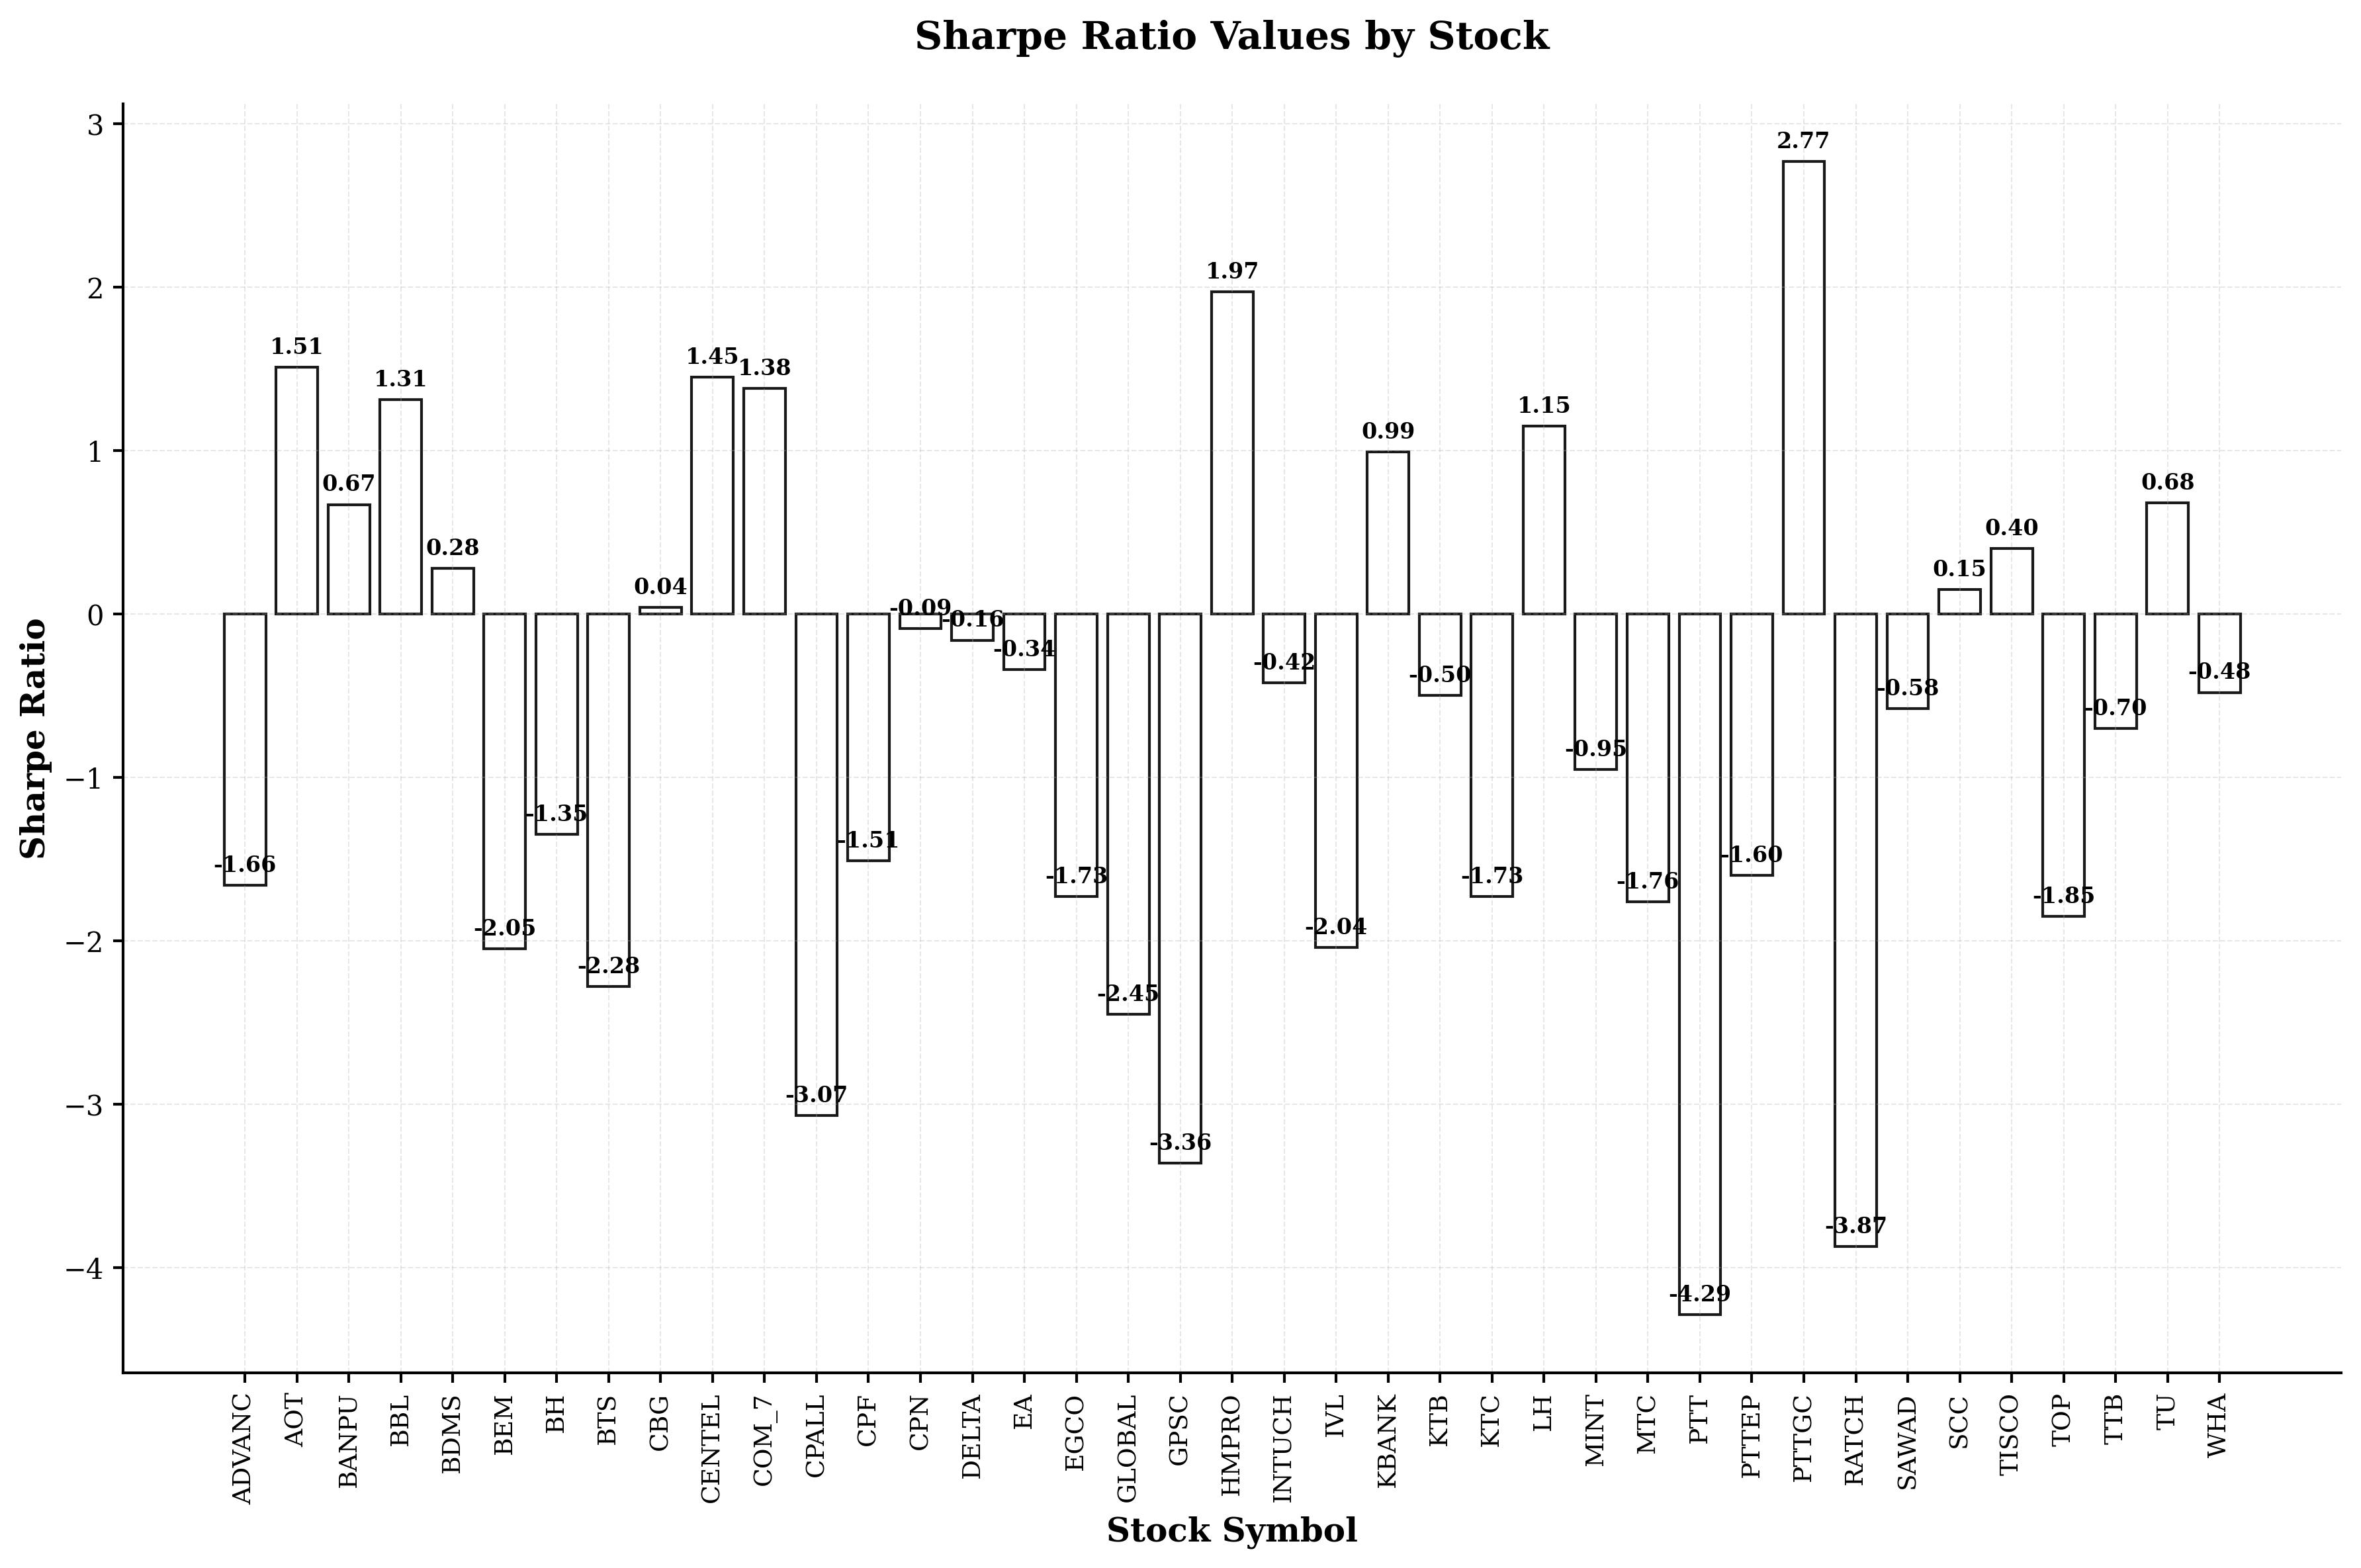 Sharpe Ratio Values by Stock
Sharpe Ratio
3
2
1
0
−1
−2
−3
−4
-1.66
1.51
0.67
1.31
0.28
-2.05
-1.35
-2.28
0.04
1.45
1.38
-3.07
-1.51
-0.09
-0.16
-0.34
-1.73
-2.45
-3.36
1.97
-0.42
-2.04
0.99
-0.50
-1.73
1.15
-0.95
-1.76
-4.29
-1.60
2.77
-3.87
-0.58
0.15
0.40
-1.85
-0.70
0.68
-0.48
ADVANC
AOT
BANPU
BBL
BDMS
BEM
BH
BTS
CBG
CENTEL
COM_7
CPALL
CPF
CPN
DELTA
EA
EGCO
GLOBAL
GPSC
HMPRO
INTUCH
IVL
KBANK
KTB
KTC
LH
MINT
MTC
PTT
PTTEP
PTTGC
RATCH
SAWAD
SCC
TISCO
TOP
TTB
TU
WHA
Stock Symbol